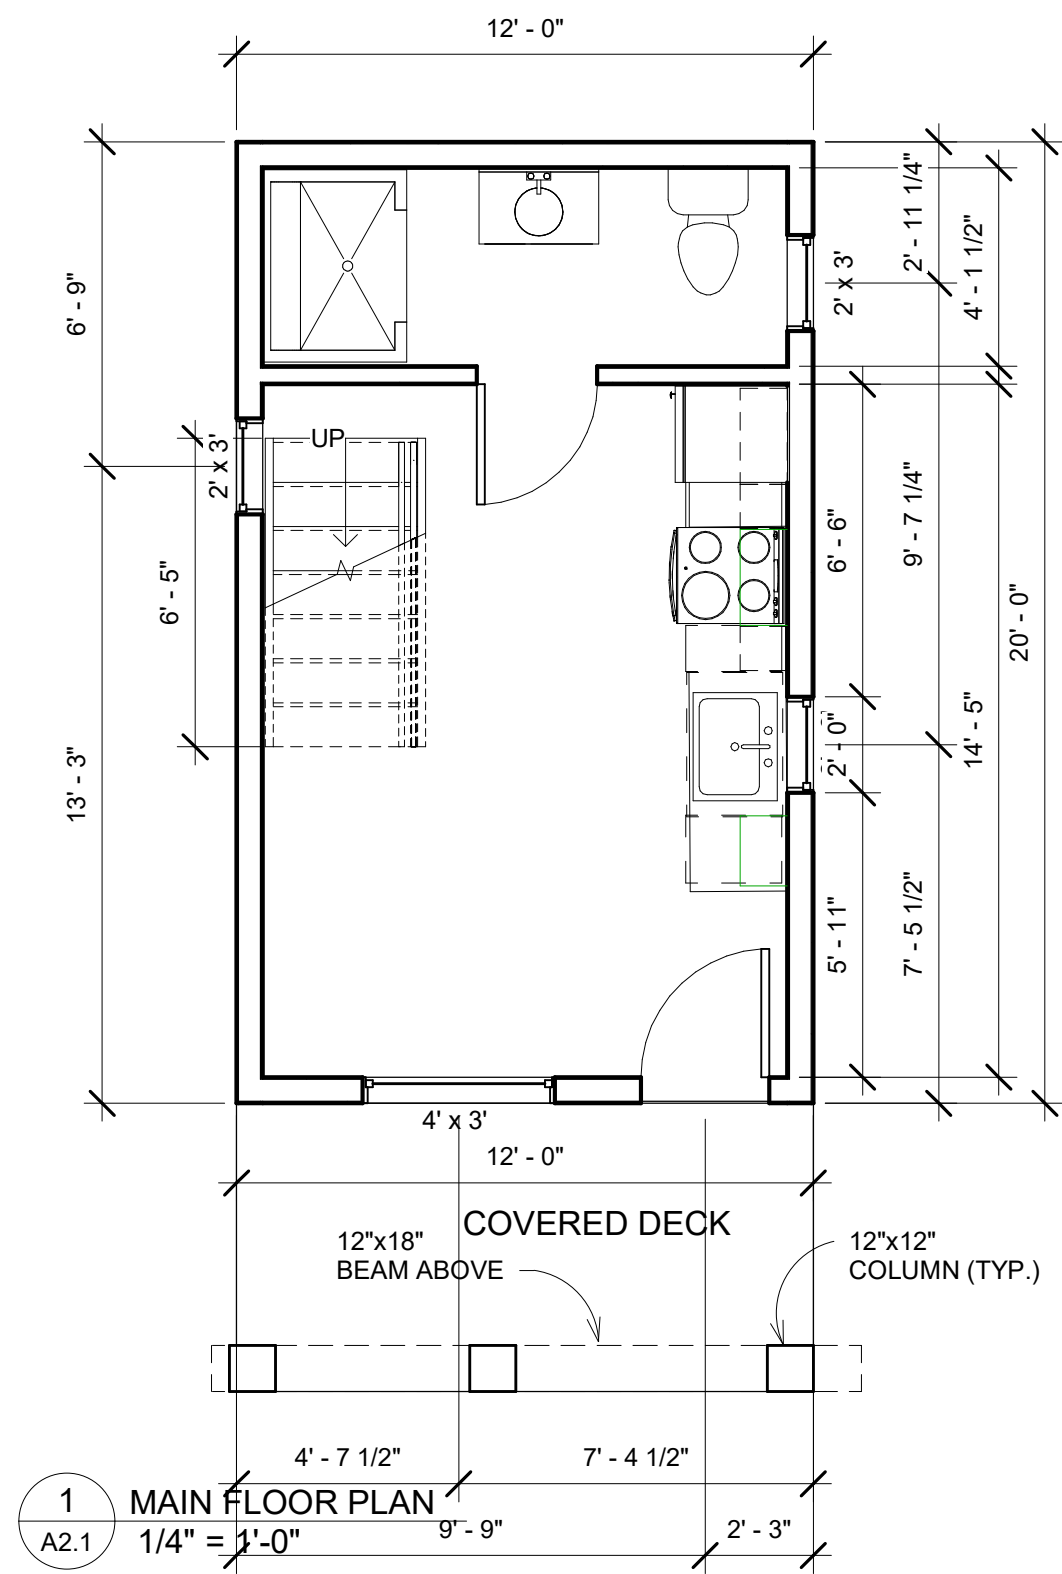 12' - 0"
2' - 11 1/4"
4' - 1 1/2"
6' - 9"
2' x 3'
UP
2' x 3'
6' - 6"
9' - 7 1/4"
6' - 5"
20' - 0"
13' - 3"
2' - 0"
14' - 5"
5' - 11"
7' - 5 1/2"
4' x 3'
12' - 0"
COVERED DECK
12"x18"
BEAM ABOVE
12"x12"
COLUMN (TYP.)
4' - 7 1/2"
7' - 4 1/2"
1
MAIN FLOOR PLAN
A2.1
1/4" = 1'-0"
9' - 9"
2' - 3"